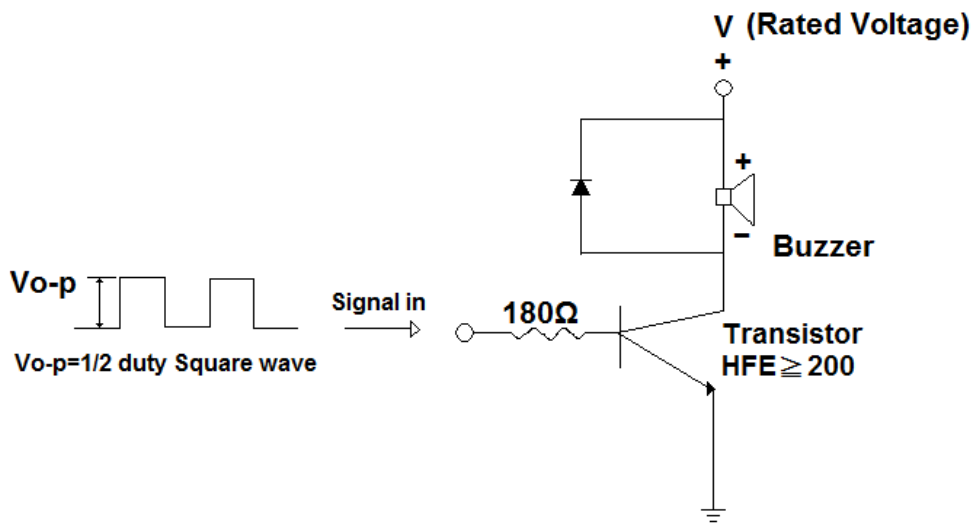 V (Rated Voltage)
+
+
−
Buzzer
Vo-p
Signal in
180Ω
Transistor
HFE≧200
Vo-p=1/2 duty Square wave